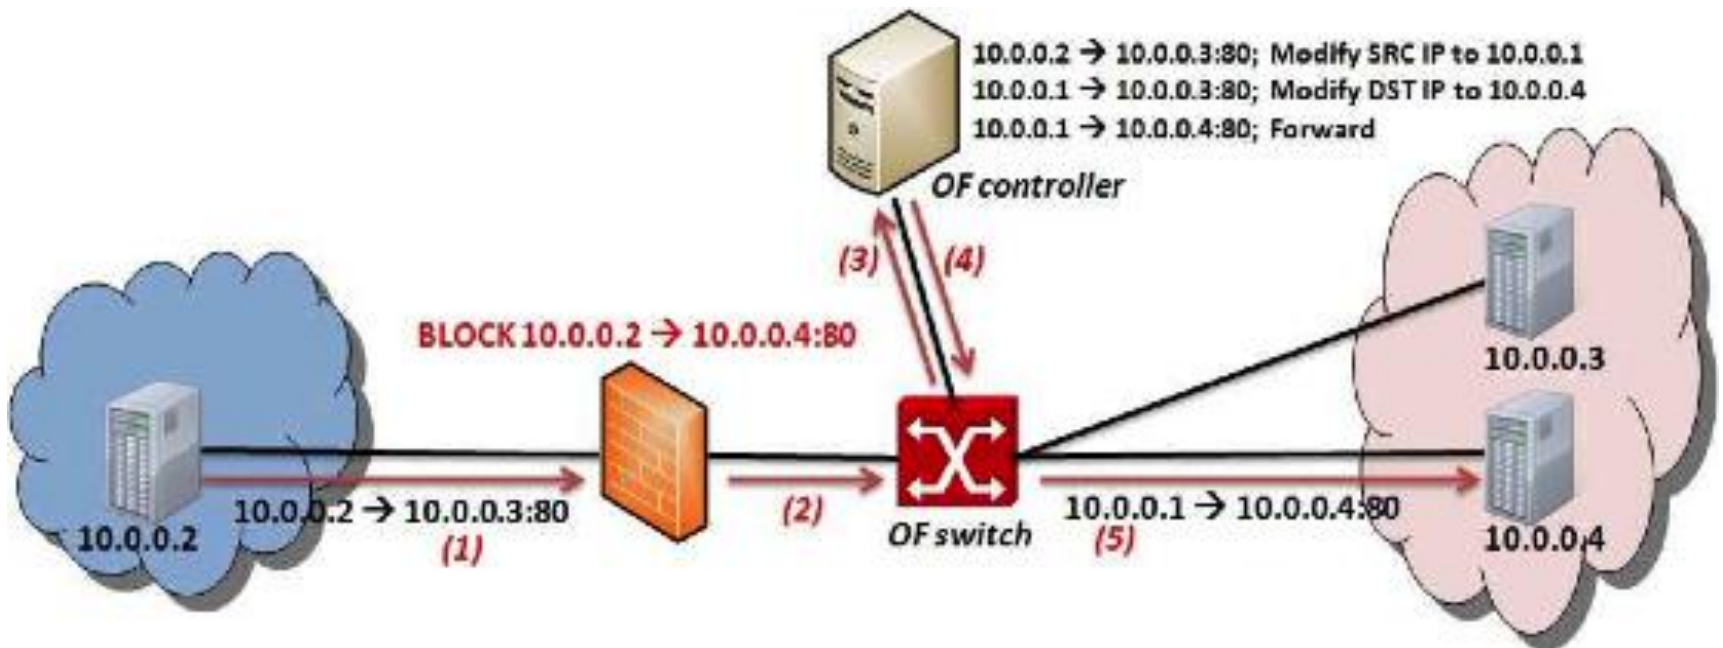 10.0.0.2 → 10.0.0.3:80; Modify SRC IP to 10.0.0.1
10.0.0.1 → 10.0.0.3:80; Modify DST IP to 10.0.0.4
10.0.0.1 → 10.0.0.4:80; Forward
OF controller
(3)
(4)
BLOCK 10.0.0.2 → 10.0.0.4:80
10.0.0.3
10.0.0.2 → 10.0.0.3:80
(1)
10.0.0.2
(2)
OF switch
10.0.0.1 → 10.0.0.4:80
(5)
10.0.0.4